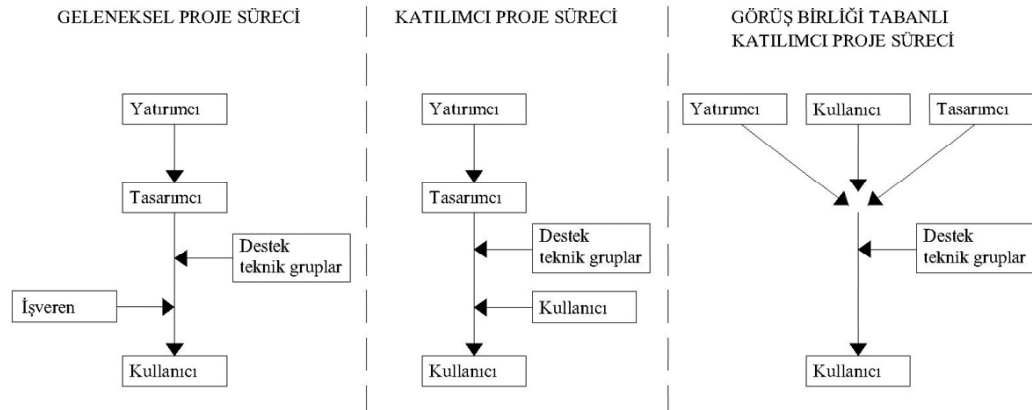 GELENEKSEL PROJE SÜRECİ
Yatırımcı
Tasarımcı
Destek
teknik gruplar
İşveren
Kullanıcı
KATILIMCI PROJE SÜRECİ
Yatırımcı
Tasarımcı
Destek
teknik gruplar
Kullanıcı
Kullanıcı
GÖRÜŞ BİRLİĞİ TABANLI
KATILIMCI PROJE SÜRECİ
Yatırımcı
Kullanıcı
Tasarımcı
Destek
teknik gruplar
Kullanıcı